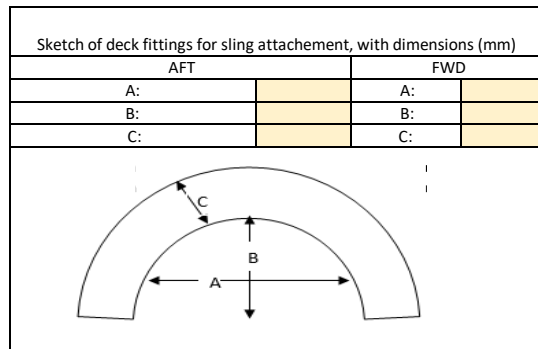 Sketch of deck fittings for sling attachement, with dimensions (mm)
AFT FWD
A: A:
B: B:
C: C:
C
B
A